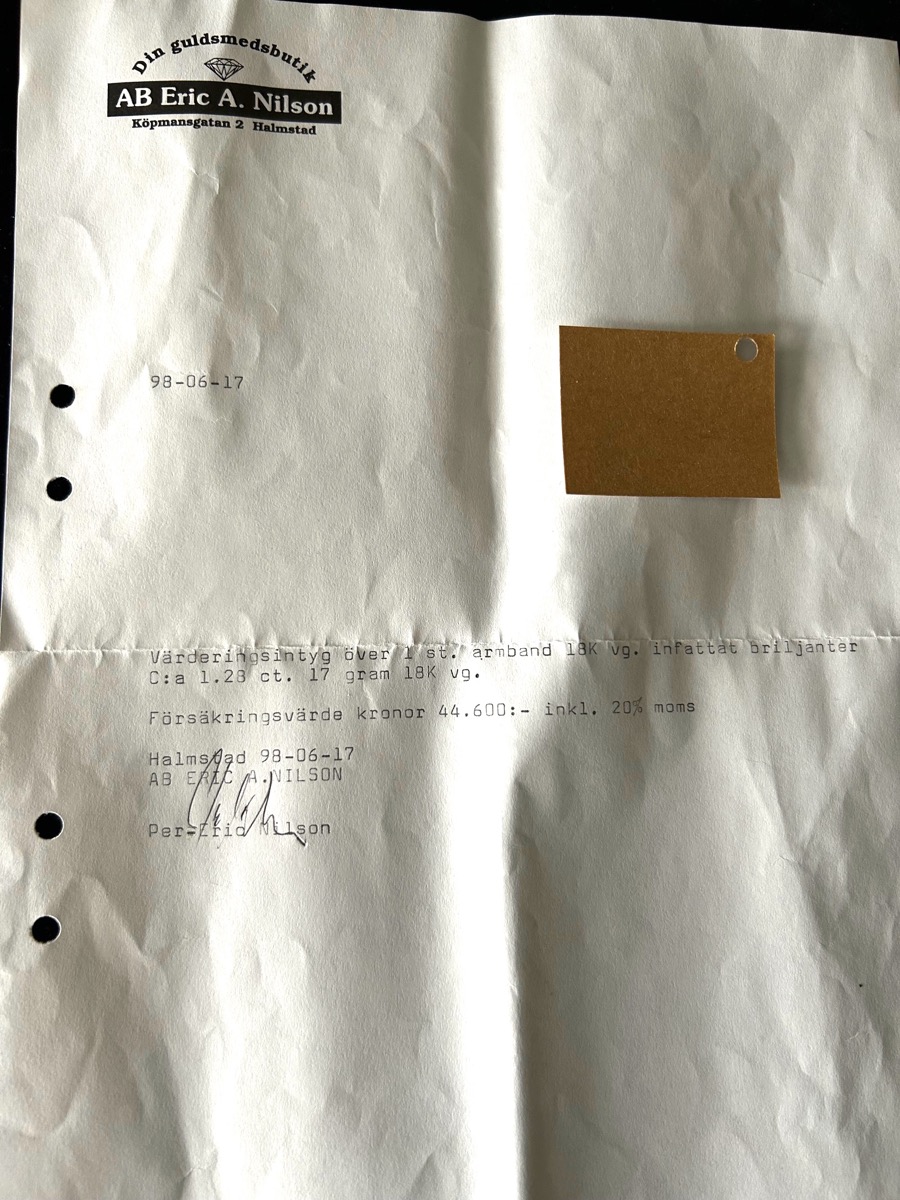 Din guldsmedsbutik
AB Eric A. Nilson
Köpmansgatan 2 Halmstad
98-06-17
Värderingsintyg över 1 st. armband 18K vg. infattat briljanter
C:a 1.28 ct. 17 gram 18K vg.
Försäkringsvärde kronor 44.600:- inkl. 20% moms
Halmstad 98-06-17
AB ERIC A.NILSON
Per-Eric Nilson